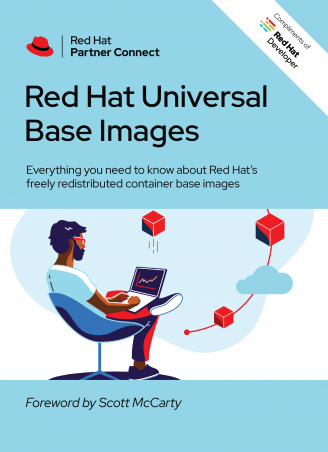 Red Hat
Partner Connect
Compliments of
Red Hat
Developer
Red Hat Universal
Base Images
Everything you need to know about Red Hat's
freely redistributed container base images
Foreword by Scott McCarty